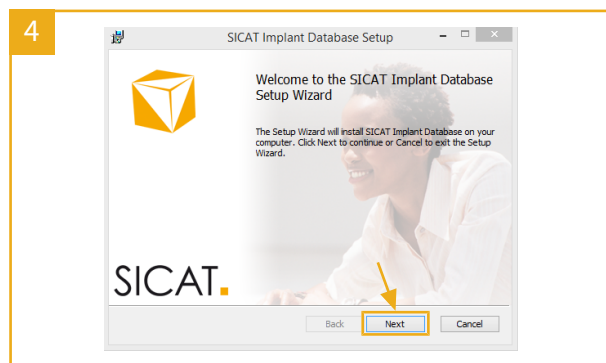 4
SICAT Implant Database Setup
Welcome to the SICAT Implant Database
Setup Wizard
The Setup Wizard will install SICAT Implant Database on your
computer. Click Next to continue or Cancel to exit the Setup
Wizard.
SICAT.
Back Next Cancel